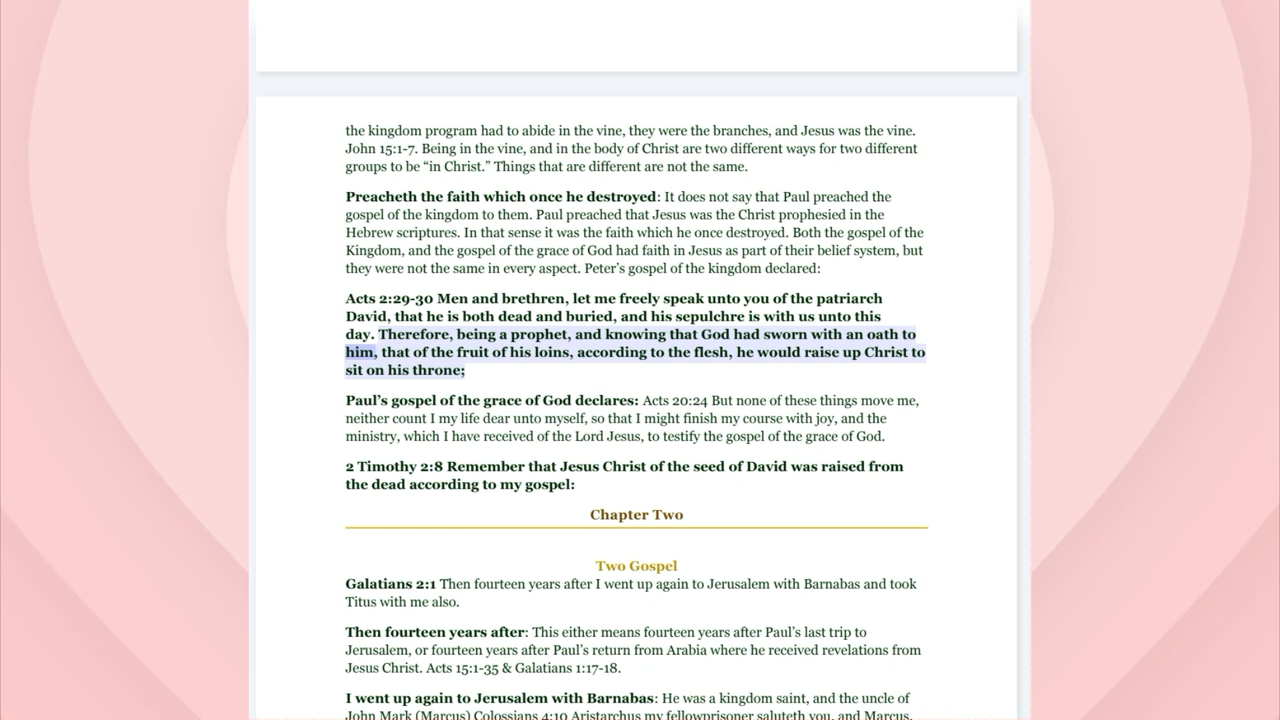 the kingdom program had to abide in the vine, they were the branches, and Jesus was the vine.
John 15:1-7. Being in the vine, and in the body of Christ are two different ways for two different
groups to be “in Christ.” Things that are different are not the same.
Preacheth the faith which once he destroyed: It does not say that Paul preached the
gospel of the kingdom to them. Paul preached that Jesus was the Christ prophesied in the
Hebrew scriptures. In that sense it was the faith which he once destroyed. Both the gospel of the
Kingdom, and the gospel of the grace of God had faith in Jesus as part of their belief system, but
they were not the same in every aspect. Peter’s gospel of the kingdom declared:
Acts 2:29-30 Men and brethren, let me freely speak unto you of the patriarch
David, that he is both dead and buried, and his sepulchre is with us unto this
day. Therefore, being a prophet, and knowing that God had sworn with an oath to
him, that of the fruit of his loins, according to the flesh, he would raise up Christ to
sit on his throne;
Paul’s gospel of the grace of God declares: Acts 20:24 But none of these things move me,
neither count I my life dear unto myself, so that I might finish my course with joy, and the
ministry, which I have received of the Lord Jesus, to testify the gospel of the grace of God.
2 Timothy 2:8 Remember that Jesus Christ of the seed of David was raised from
the dead according to my gospel:
Chapter Two
Two Gospel
Galatians 2:1 Then fourteen years after I went up again to Jerusalem with Barnabas and took
Titus with me also.
Then fourteen years after: This either means fourteen years after Paul’s last trip to
Jerusalem, or fourteen years after Paul’s return from Arabia where he received revelations from
Jesus Christ. Acts 15:1-35 & Galatians 1:17-18.
I went up again to Jerusalem with Barnabas: He was a kingdom saint, and the uncle of
John Mark (Marcus) Colossians 4:10 Aristarchus my fellowprisoner saluteth you, and Marcus,